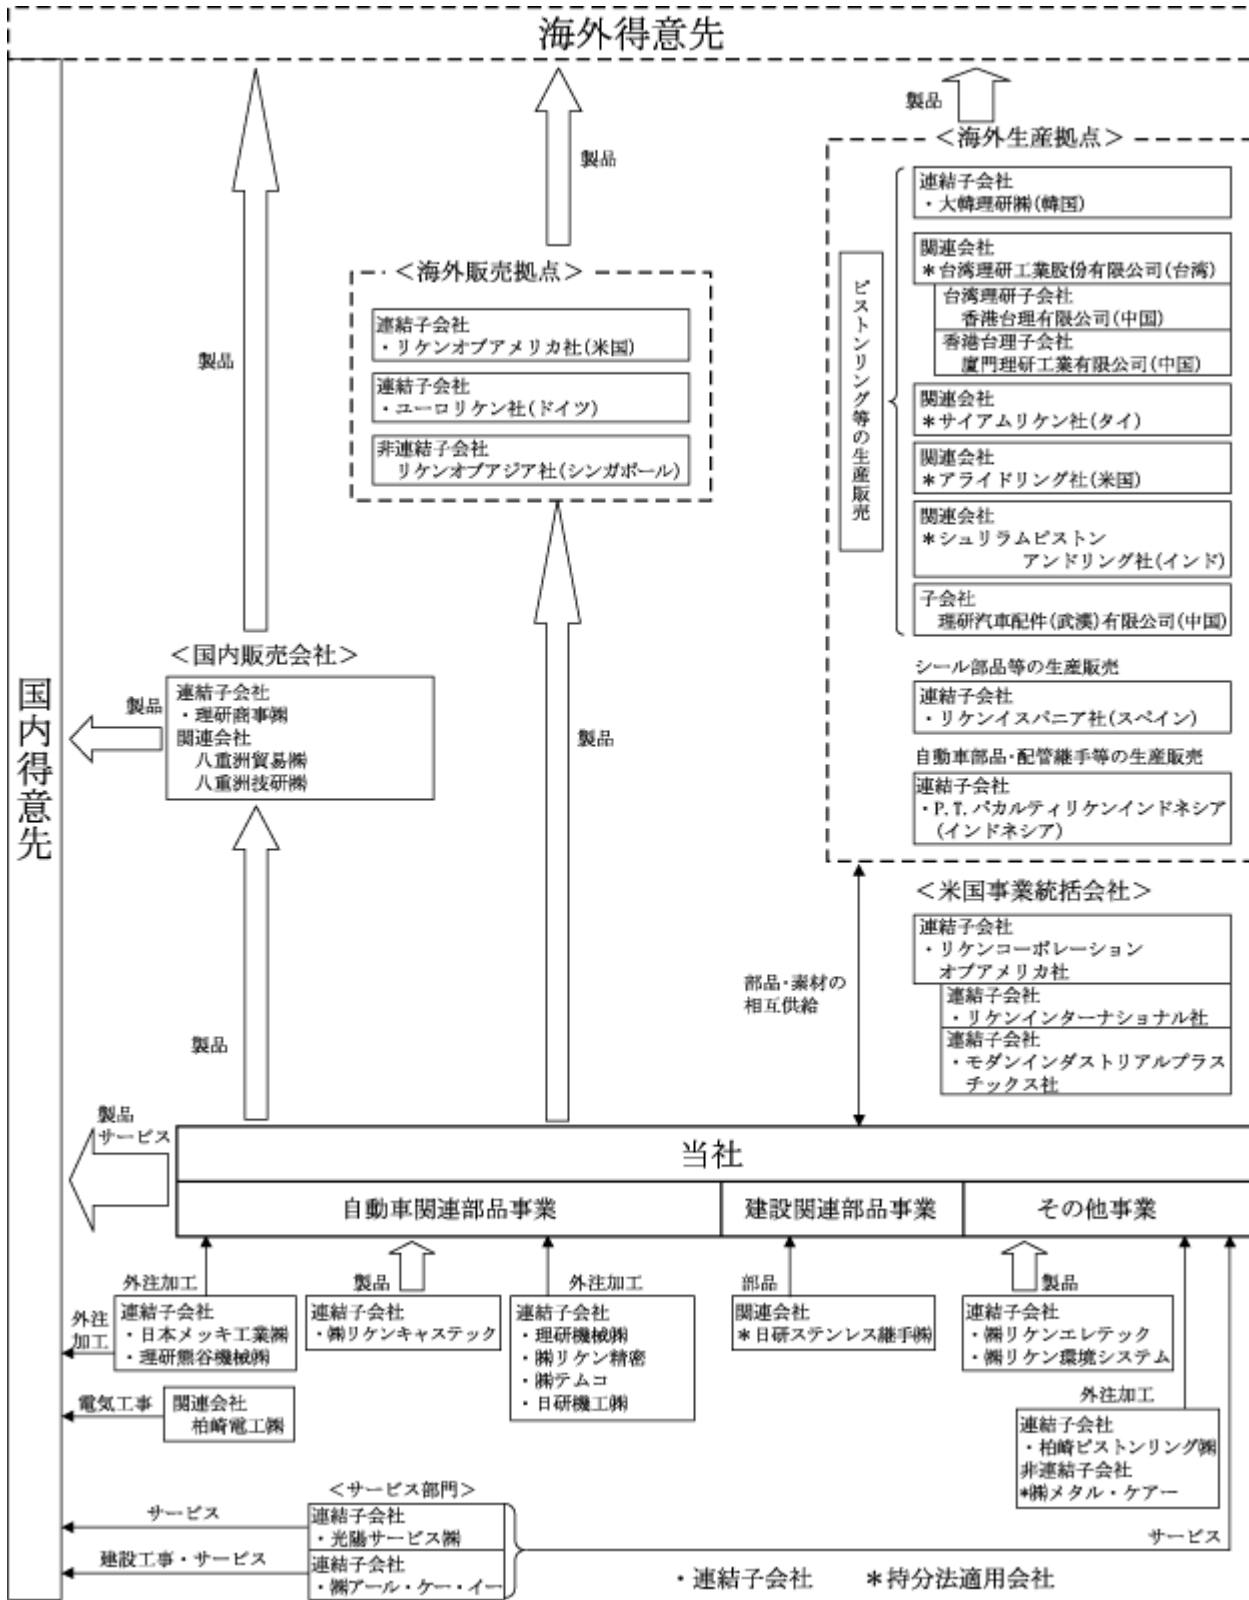 海外得意先
国内得意先
製品
製品
製品
<海外販売拠点>
連結子会社
・リケンオブアメリカ社(米国)
連結子会社
・ユーロリケン社(ドイツ)
非連結子会社
リケンオブアジア社(シンガポール)
<海外生産拠点>
ピストンリング等の生産販売
連結子会社
・大韓理研㈱(韓国)
関連会社
*台湾理研工業股份有限公司(台湾)
台湾理研子会社
香港台理有限公司(中国)
香港台理子会社
廈門理研工業有限公司(中国)
関連会社
*サイアムリケン社(タイ)
関連会社
*アライドリング社(米国)
関連会社
*シュリラムピストン
アンドリング社(インド)
子会社
理研汽車配件(武漢)有限公司(中国)
シール部品等の生産販売
連結子会社
・リケンイスパニア社(スペイン)
自動車部品・配管継手等の生産販売
連結子会社
・P.T.パカルティリケンインドネシア
(インドネシア)
<国内販売会社>
製品
連結子会社
・理研商事㈱
関連会社
八重洲貿易㈱
八重洲技研㈱
製品
製品
部品・素材の
相互供給
<米国事業統括会社>
連結子会社
・リケンコーポレーション
オブアメリカ社
連結子会社
・リケンインターナショナル社
連結子会社
・モダンインダストリアルプラス
チックス社
製品
サービス
当社
自動車関連部品事業
建設関連部品事業
その他事業
外注加工
製品
外注加工
部品
製品
外注
加工
連結子会社
・日本メッキ工業㈱
・理研熊谷機械㈱
連結子会社
・㈱リケンキャステック
連結子会社
・理研機械㈱
・㈱リケン精密
・㈱テムコ
・日研機工㈱
関連会社
*日研ステンレス継手㈱
連結子会社
・㈱リケンエレテック
・㈱リケン環境システム
電気工事
関連会社
柏崎電工㈱
外注加工
連結子会社
・柏崎ピストンリング㈱
非連結子会社
*㈱メタル・ケアー
<サービス部門>
サービス
連結子会社
・光陽サービス㈱
建設工事・サービス
連結子会社
・㈱アール・ケー・イー
サービス
・連結子会社 *持分法適用会社